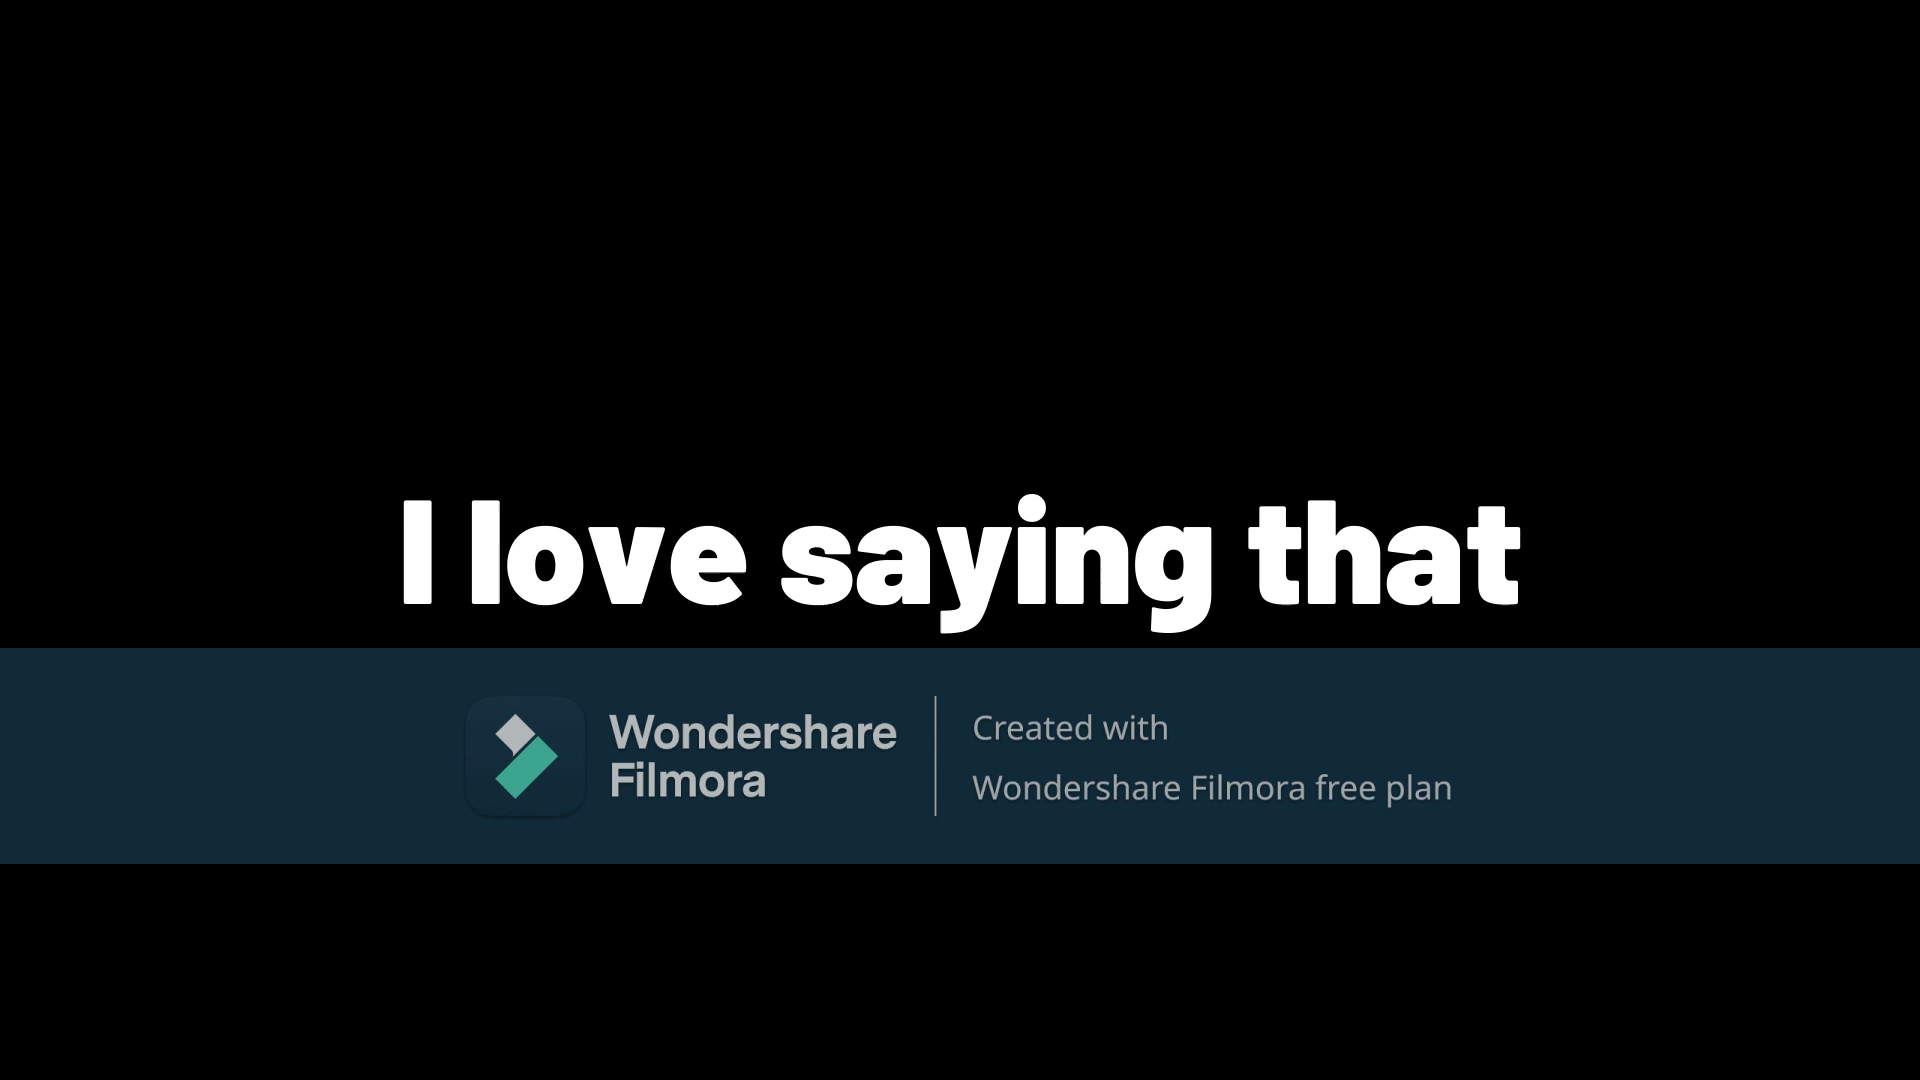 I love saying that
Wondershare
Filmora
Created with
Wondershare Filmora free plan